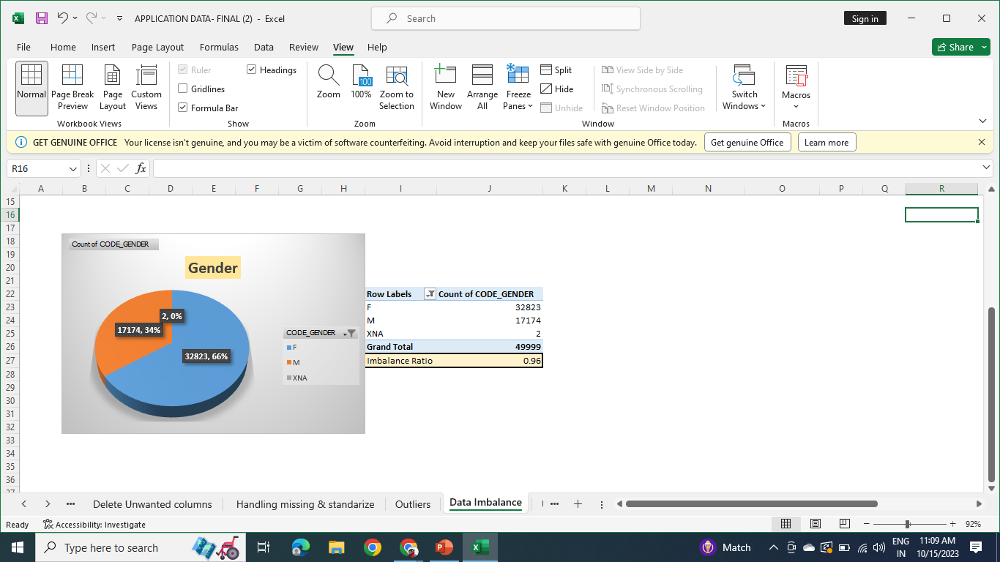 APPLICATION DATA- FINAL (2) - Excel
Search
Sign in
File Home Insert Page Layout Formulas Data Review View Help
Share
Normal
Page Break Preview
Page Layout
Custom Views
Workbook Views
Ruler
Gridlines
Formula Bar
Headings
Show
Zoom
100
100%
Zoom to Selection
Zoom
New Window
Arrange All
Freeze Panes
Split
Hide
Unhide
View Side by Side
Synchronous Scrolling
Reset Window Position
Window
Switch Windows
Macros
Macros
GET GENUINE OFFICE Your license isn't genuine, and you may be a victim of software counterfeiting. Avoid interruption and keep your files safe with genuine Office today. Get genuine Office Learn more
R16 fx
A B C D E F G H I J K L M N O P Q R
15
16
17
18
19
20
21
22
23
24
25
26
27
28
29
30
31
32
33
34
35
36
37
Count of CODE_GENDER
Gender
2, 0%
17174, 34%
32823, 66%
CODE_GENDER
F
M
XNA
Row Labels Count of CODE_GENDER
F 32823
M 17174
XNA 2
Grand Total 49999
Imbalance Ratio 0.96
Delete Unwanted columns Handling missing & standarize Outliers Data Imbalance
Ready Accessibility: Investigate 92%
Type here to search
Match
ENG
IN
11:09 AM
10/15/2023